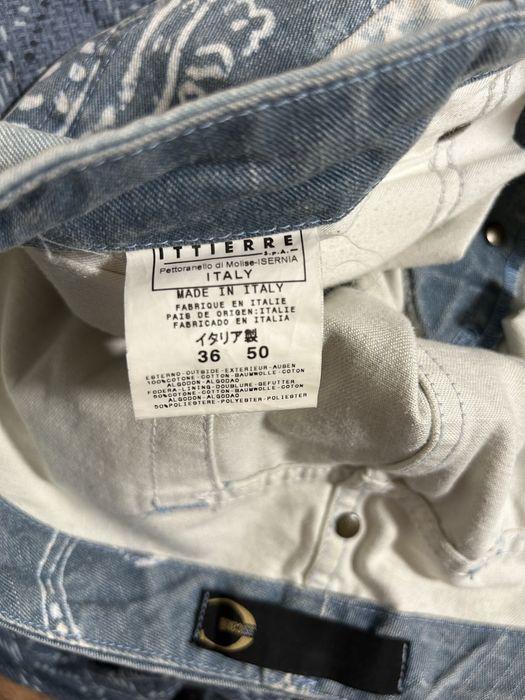 ITTIERRE
S.P.A.
Pettoranello di Molise-ISERNIA
ITALY
MADE IN ITALY
FABRIQUE EN ITALIE
PAIS DE ORIGEN:ITALIA
FABRICADO EN ITALIA
イタリア製
36 50
ESTERNO-OUTSIDE-EXTERIEUR-AUßEN
100%COTONE-COTTON-BAUMWOLLE-COTON
ALGODON-ALGODAO
FODERA-LINING-DOUBLURE-GEFUTTER
50%COTONE-COTTON-BAUMWOLLE-COTON
ALGODON-ALGODAO
50%POLIESTERE-POLYESTER-POLIESTER